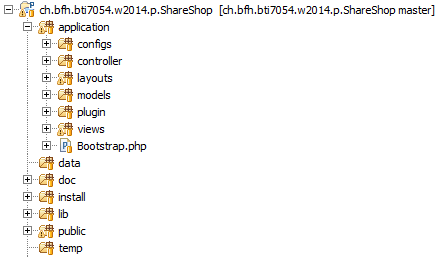 ch.bfh.bti7054.w2014.p.ShareShop [ch.bfh.bti7054.w2014.p.ShareShop master]
application
configs
controller
layouts
models
plugin
views
Bootstrap.php
data
doc
install
lib
public
temp